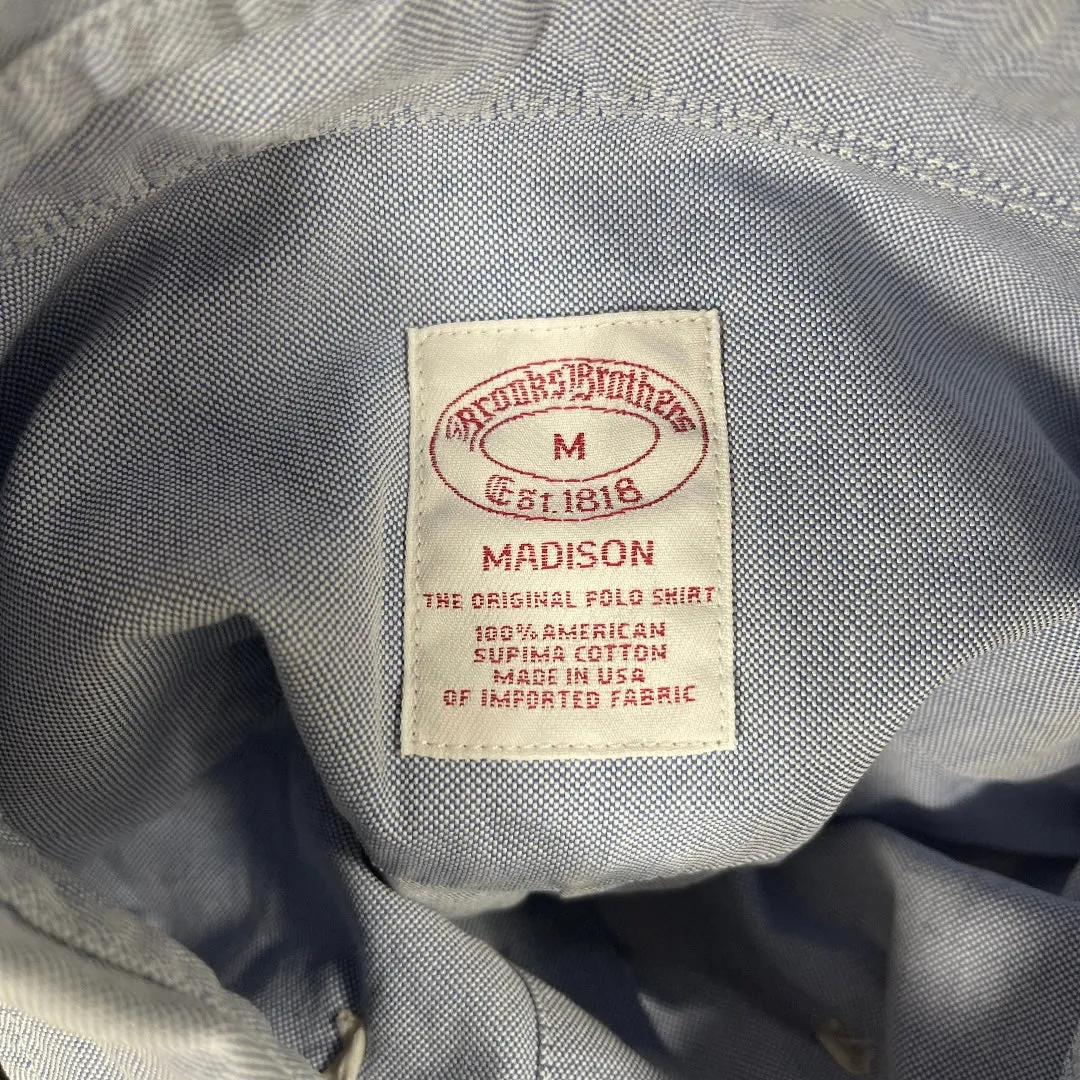 Brooks Brothers
M
Est. 1818
MADISON
THE ORIGINAL POLO SHIRT
100% AMERICAN
SUPIMA COTTON
MADE IN USA
OF IMPORTED FABRIC